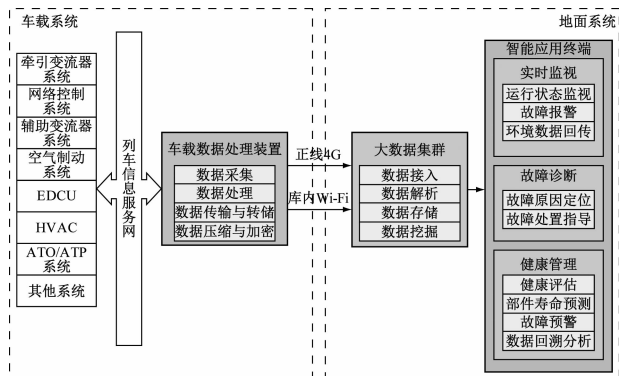 车载系统
地面系统
牵引变流器
系统
网络控制
系统
辅助变流器
系统
空气制动
系统
EDCU
HVAC
ATO/ATP
系统
其他系统
列车信息服务网
车载数据处理装置
数据采集
数据处理
数据传输与转储
数据压缩与加密
正线4G
库内Wi-Fi
大数据集群
数据接入
数据解析
数据存储
数据挖掘
智能应用终端
实时监视
运行状态监视
故障报警
环境数据回传
故障诊断
故障原因定位
故障处置指导
健康管理
健康评估
部件寿命预测
故障预警
数据回溯分析